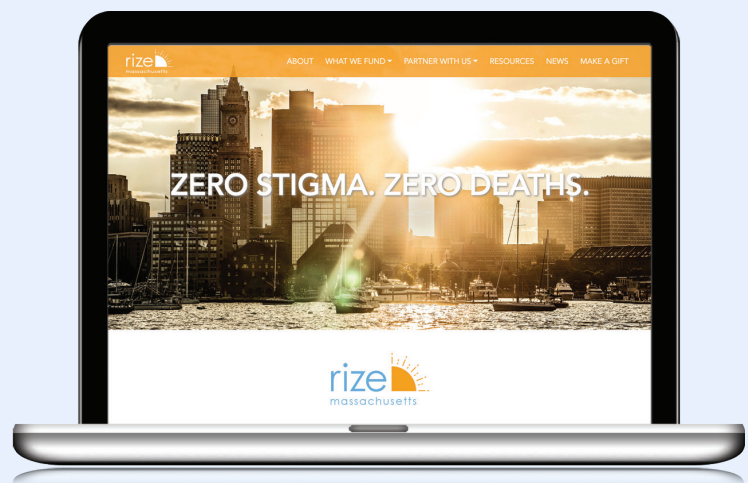 rize
massachusetts
ABOUT WHAT WE FUND PARTNER WITH US RESOURCES NEWS MAKE A GIFT
ZERO STIGMA. ZERO DEATHS.
rize
massachusetts